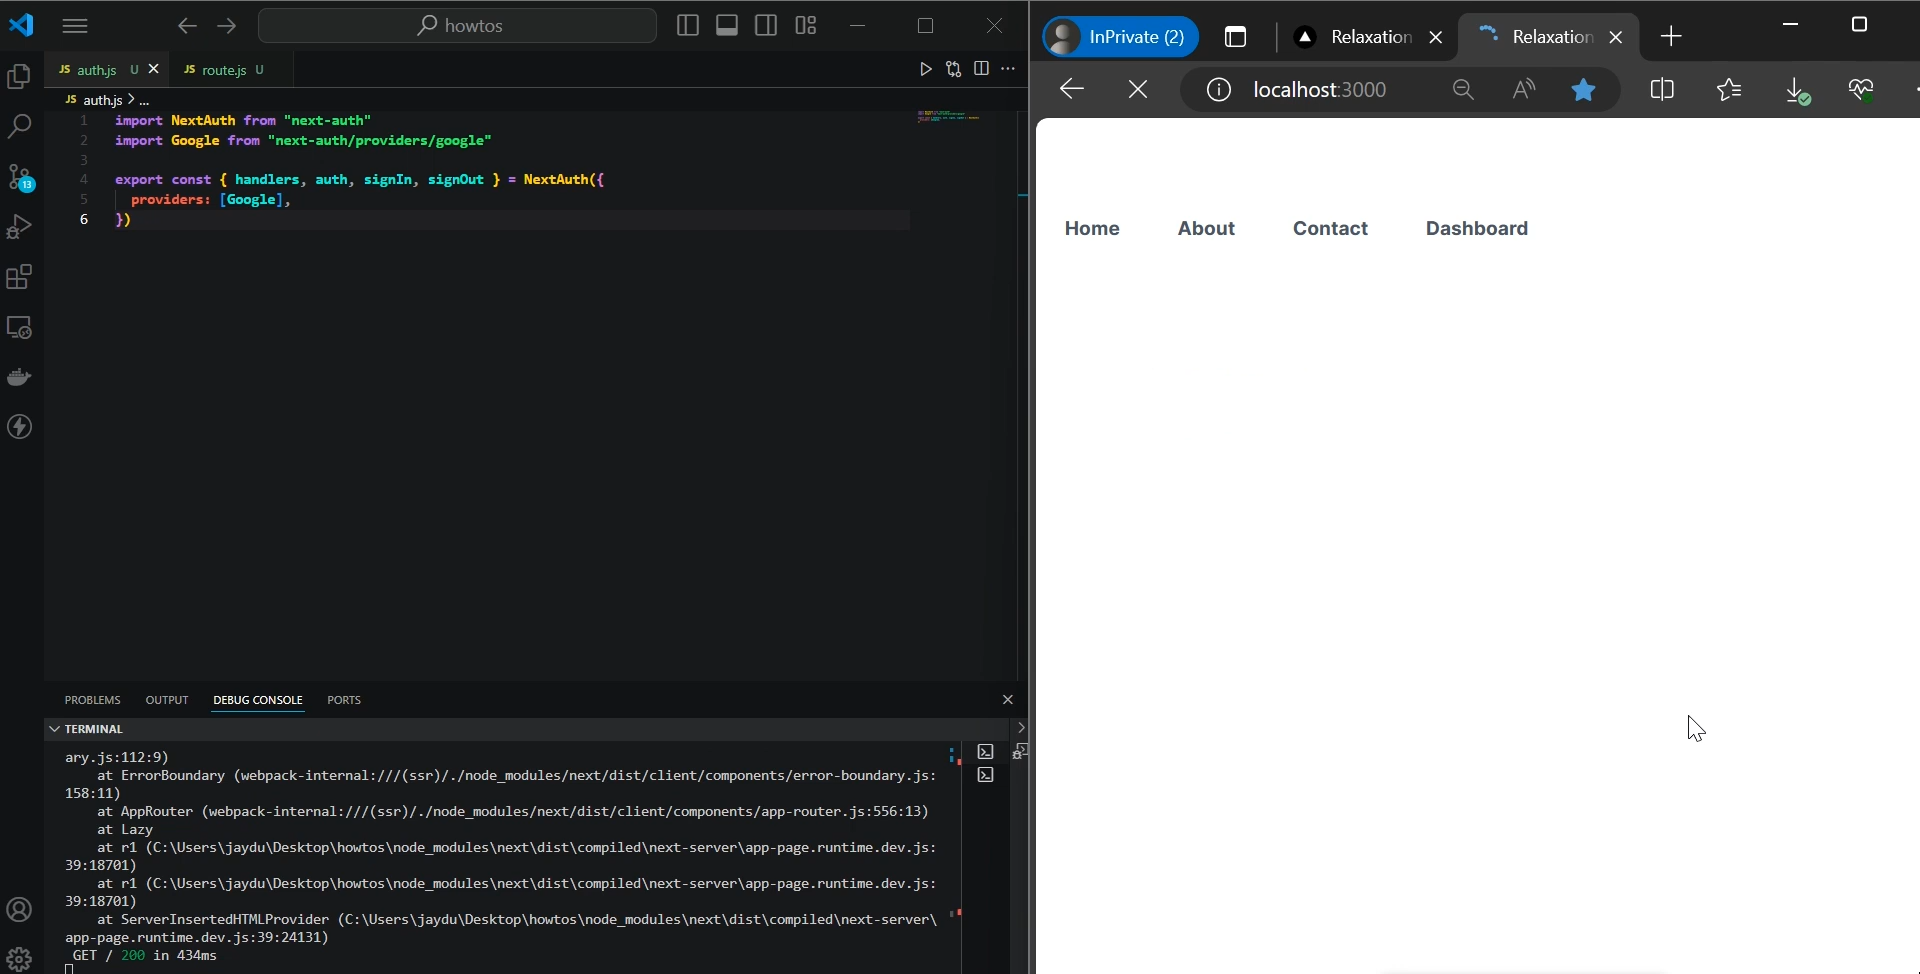 howtos
JS auth.js U
JS route.js U
JS auth.js > ...
1 import NextAuth from "next-auth"
2 import Google from "next-auth/providers/google"
3
4 export const { handlers, auth, signIn, signOut } = NextAuth({
5 providers: [Google],
6 })
13
PROBLEMS OUTPUT DEBUG CONSOLE PORTS
TERMINAL
ary.js:112:9)
at ErrorBoundary (webpack-internal:///(ssr)/./node_modules/next/dist/client/components/error-boundary.js:
158:11)
at AppRouter (webpack-internal:///(ssr)/./node_modules/next/dist/client/components/app-router.js:556:13)
at Lazy
at r1 (C:\Users\jaydu\Desktop\howtos\node_modules\next\dist\compiled\next-server\app-page.runtime.dev.js:
39:18701)
at r1 (C:\Users\jaydu\Desktop\howtos\node_modules\next\dist\compiled\next-server\app-page.runtime.dev.js:
39:18701)
at ServerInsertedHTMLProvider (C:\Users\jaydu\Desktop\howtos\node_modules\next\dist\compiled\next-server\
app-page.runtime.dev.js:39:24131)
GET / 200 in 434ms
InPrivate (2)
Relaxation
Relaxation
localhost:3000
Home About Contact Dashboard